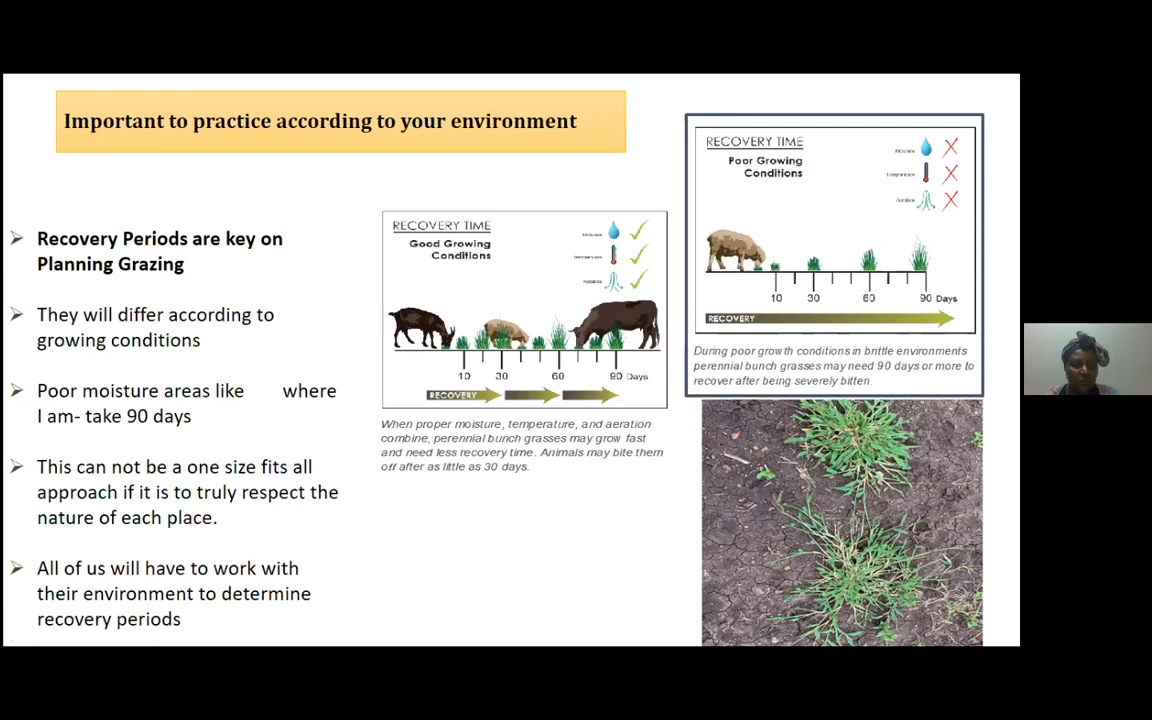 Important to practice according to your environment
Recovery Periods are key on
Planning Grazing
They will differ according to
growing conditions
Poor moisture areas like where
I am- take 90 days
This can not be a one size fits all
approach if it is to truly respect the
nature of each place.
All of us will have to work with
their environment to determine
recovery periods
RECOVERY TIME
Good Growing
Conditions
Moisture
Temperature
Aeration
10 30 60 90 Days
RECOVERY
When proper moisture, temperature, and aeration
combine, perennial bunch grasses may grow fast
and need less recovery time. Animals may bite them
off after as little as 30 days.
RECOVERY TIME
Poor Growing
Conditions
Moisture
Temperature
Aeration
10 30 60 90 Days
RECOVERY
During poor growth conditions in brittle environments
perennial bunch grasses may need 90 days or more to
recover after being severely bitten.